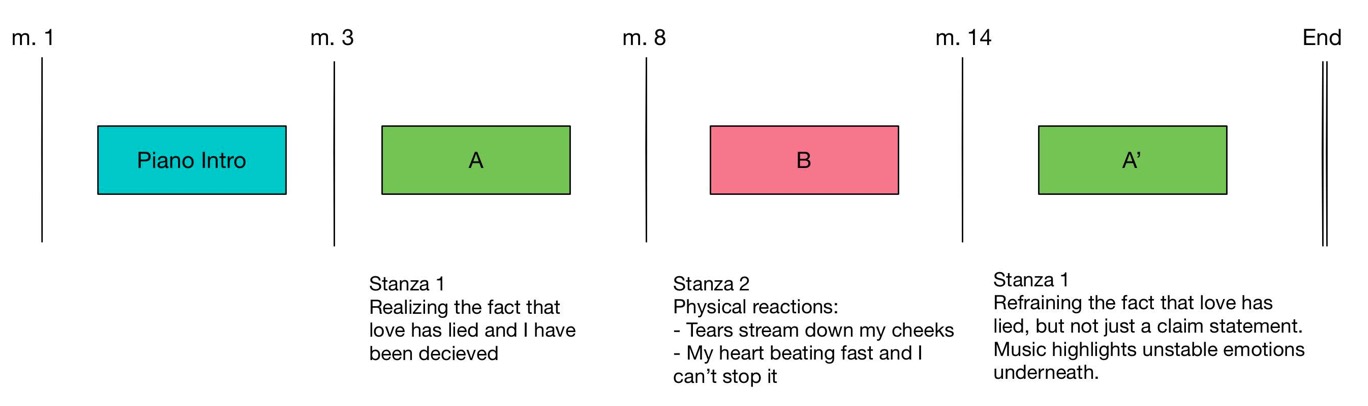 m. 1
m. 3
m. 8
m. 14
End
Piano Intro
A
B
A’
Stanza 1
Realizing the fact that
love has lied and I have
been decieved
Stanza 2
Physical reactions:
- Tears stream down my cheeks
- My heart beating fast and I
can’t stop it
Stanza 1
Refraining the fact that love has
lied, but not just a claim statement.
Music highlights unstable emotions
underneath.